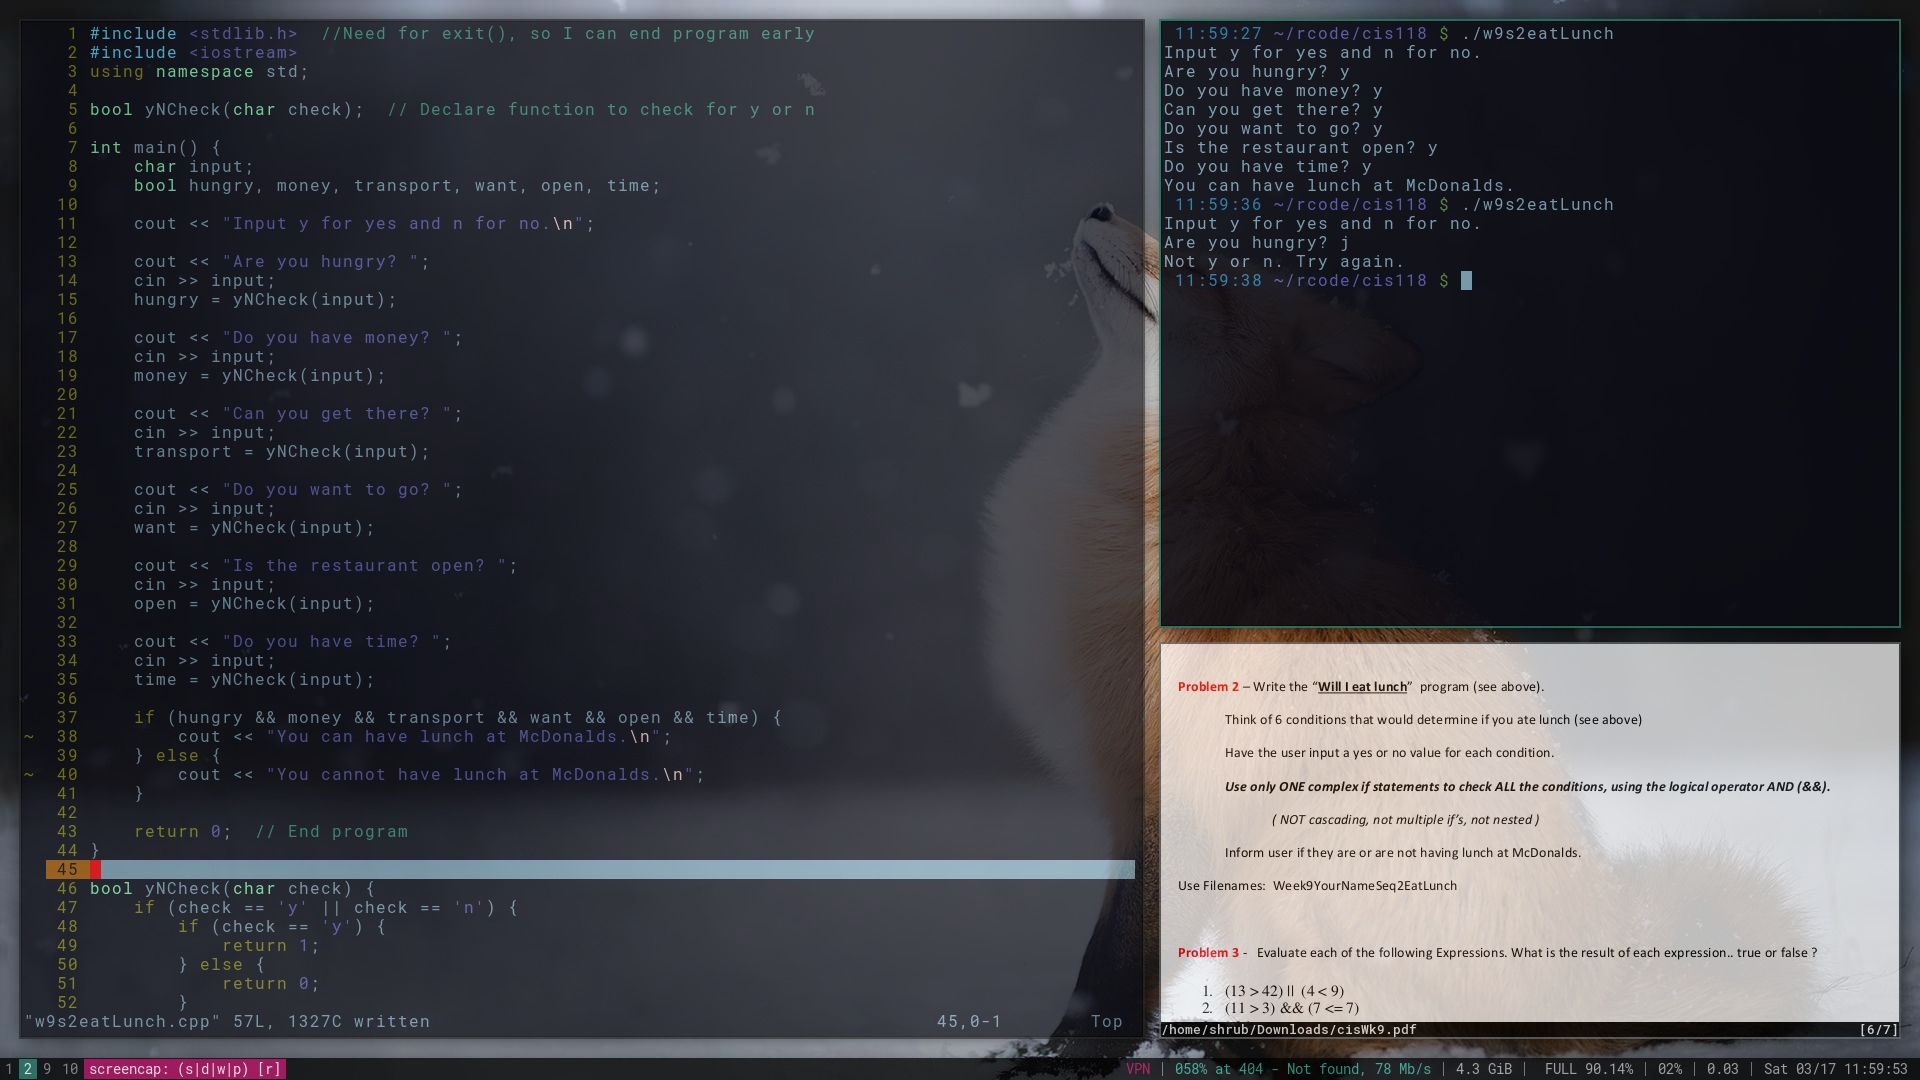 1 #include <stdlib.h>  //Need for exit(), so I can end program early
2 #include <iostream>
3 using namespace std;
4
5 bool yNCheck(char check);  // Declare function to check for y or n
6
7 int main() {
8     char input;
9     bool hungry, money, transport, want, open, time;
10
11     cout << "Input y for yes and n for no.\n";
12
13     cout << "Are you hungry? ";
14     cin >> input;
15     hungry = yNCheck(input);
16
17     cout << "Do you have money? ";
18     cin >> input;
19     money = yNCheck(input);
20
21     cout << "Can you get there? ";
22     cin >> input;
23     transport = yNCheck(input);
24
25     cout << "Do you want to go? ";
26     cin >> input;
27     want = yNCheck(input);
28
29     cout << "Is the restaurant open? ";
30     cin >> input;
31     open = yNCheck(input);
32
33     cout << "Do you have time? ";
34     cin >> input;
35     time = yNCheck(input);
36
37     if (hungry && money && transport && want && open && time) {
~ 38         cout << "You can have lunch at McDonalds.\n";
39     } else {
~ 40         cout << "You cannot have lunch at McDonalds.\n";
41     }
42
43     return 0;  // End program
44 }
45
46 bool yNCheck(char check) {
47     if (check == 'y' || check == 'n') {
48         if (check == 'y') {
49             return 1;
50         } else {
51             return 0;
52         }
"w9s2eatLunch.cpp" 57L, 1327C written 45,0-1 Top
11:59:27 ~/rcode/cis118 $ ./w9s2eatLunch
Input y for yes and n for no.
Are you hungry? y
Do you have money? y
Can you get there? y
Do you want to go? y
Is the restaurant open? y
Do you have time? y
You can have lunch at McDonalds.
11:59:36 ~/rcode/cis118 $ ./w9s2eatLunch
Input y for yes and n for no.
Are you hungry? j
Not y or n. Try again.
11:59:38 ~/rcode/cis118 $
Problem 2 – Write the “Will I eat lunch” program (see above).
Think of 6 conditions that would determine if you ate lunch (see above)
Have the user input a yes or no value for each condition.
Use only ONE complex if statements to check ALL the conditions, using the logical operator AND (&&).
( NOT cascading, not multiple if’s, not nested )
Inform user if they are or are not having lunch at McDonalds.
Use Filenames: Week9YourNameSeq2EatLunch
Problem 3 - Evaluate each of the following Expressions. What is the result of each expression.. true or false ?
1. (13 > 42) || (4 < 9)
2. (11 > 3) && (7 <= 7)
/home/shrub/Downloads/cisWk9.pdf [6/7]
1 2 9 10 screencap: (s|d|w|p) [r] VPN | 058% at 404 - Not found, 78 Mb/s | 4.3 GiB | FULL 90.14% | 02% | 0.03 | Sat 03/17 11:59:53